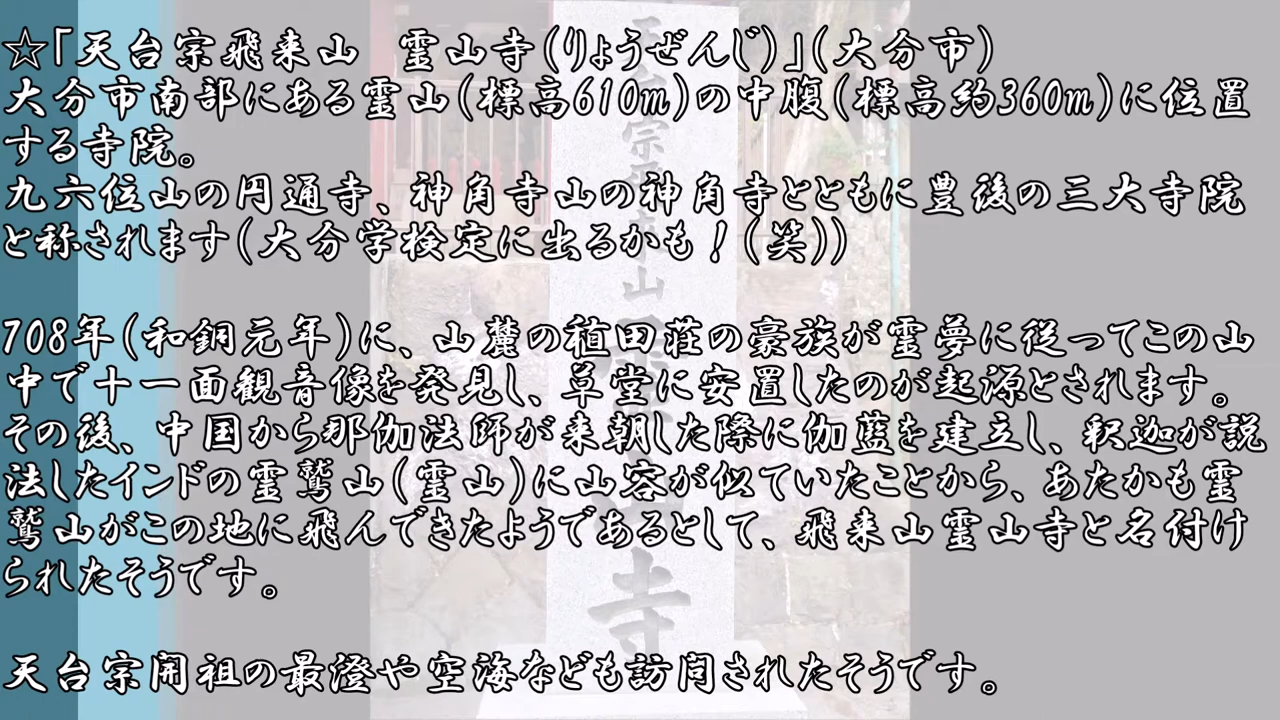 ☆「天台宗飛来山　霊山寺(りょうぜんじ)」(大分市)
大分市南部にある霊山(標高610m)の中腹(標高約360m)に位置
する寺院。
九六位山の円通寺、神角寺山の神角寺とともに豊後の三大寺院
と称されます(大分学検定に出るかも！(笑))
708年(和銅元年)に、山麓の稙田荘の豪族が霊夢に従ってこの山
中で十一面観音像を発見し、草堂に安置したのが起源とされます。
その後、中国から那伽法師が来朝した際に伽藍を建立し、釈迦が説
法したインドの霊鷲山(霊山)に山容が似ていたことから、あたかも霊
鷲山がこの地に飛んできたようであるとして、飛来山霊山寺と名付け
られたそうです。
天台宗開祖の最澄や空海なども訪問されたそうです。
天台宗飛来山霊山寺